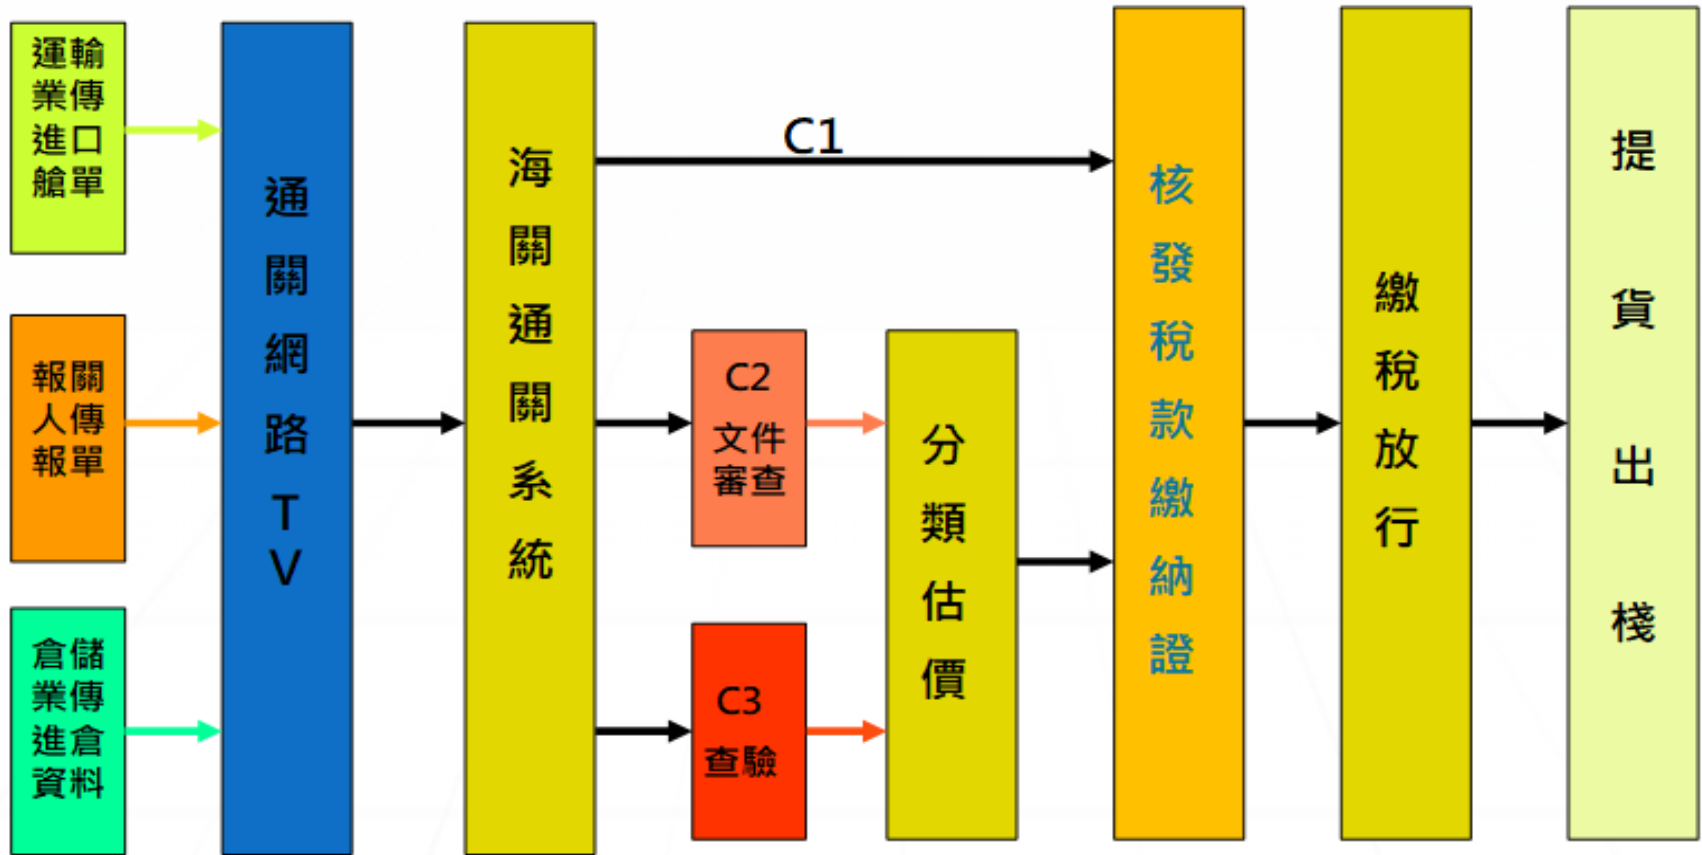 運輸
業傳
進口
艙單
報關
人傳
報單
倉儲
業傳
進倉
資料
通關網路TV
海關通關系統
C1
C2
文件
審查
C3
查驗
分類估價
核發稅款繳納證
繳稅放行
提貨出棧